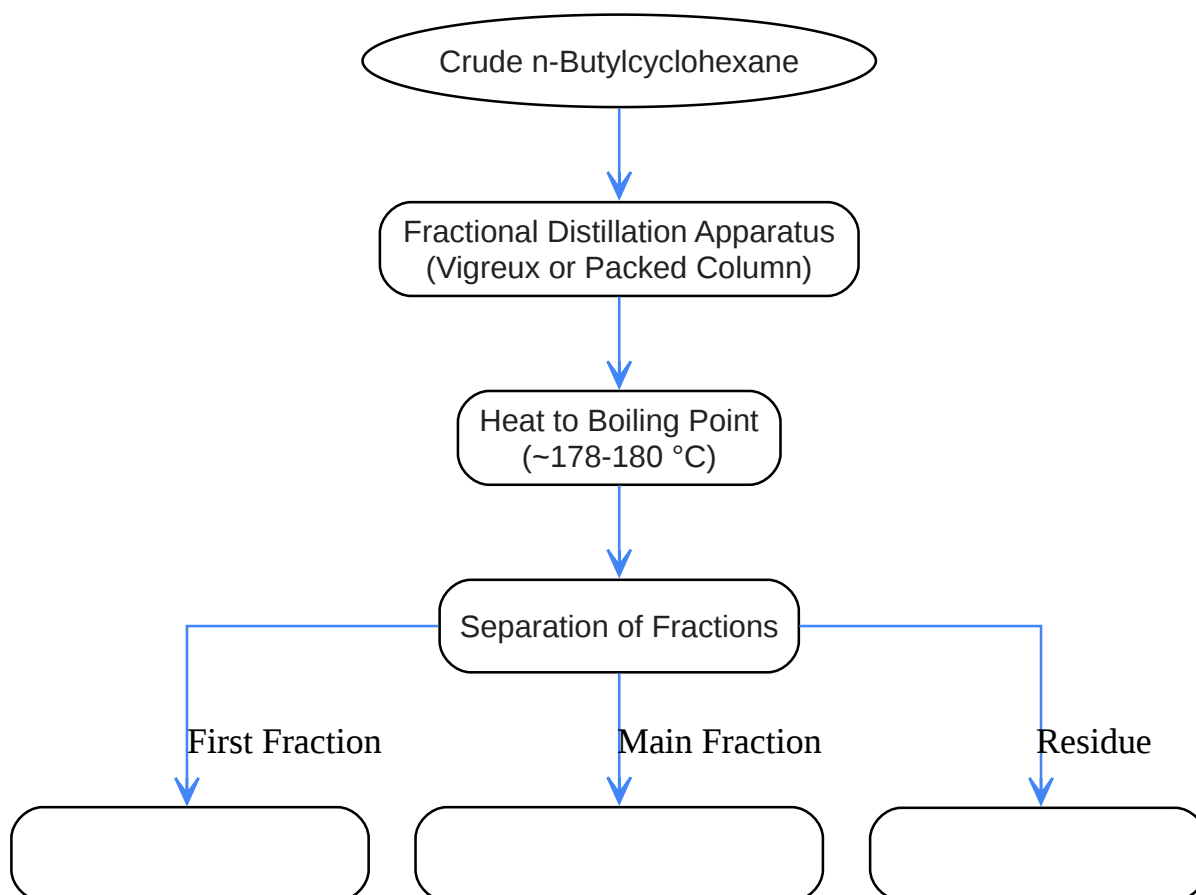 Crude n-Butylcyclohexane
Fractional Distillation Apparatus
(Vigreux or Packed Column)
Heat to Boiling Point
(~178-180 °C)
Separation of Fractions
First Fraction
Main Fraction
Residue